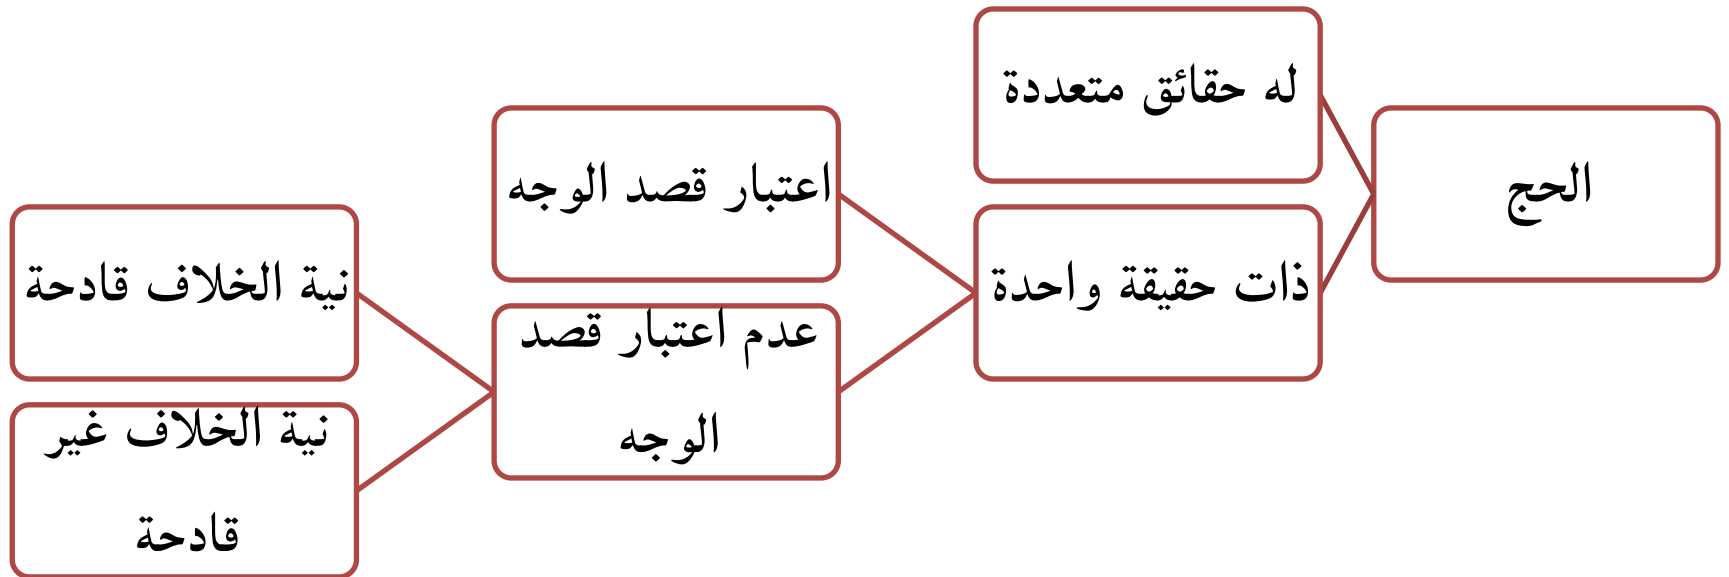 الحج
له حقائق متعددة
ذات حقيقة واحدة
اعتبار قصد الوجه
عدم اعتبار قصد
الوجه
نية الخلاف قادحة
نية الخلاف غير
قادحة